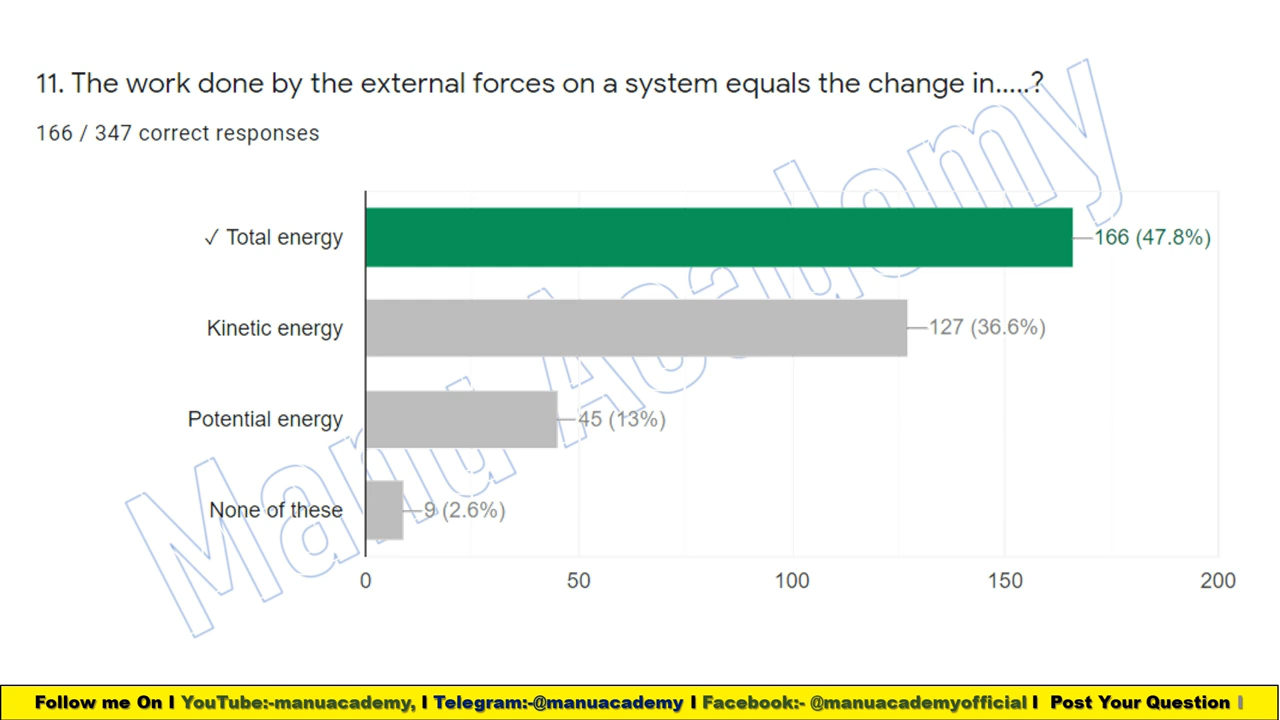 11. The work done by the external forces on a system equals the change in.....?
166 / 347 correct responses
✓ Total energy
166 (47.8%)
Kinetic energy
127 (36.6%)
Potential energy
45 (13%)
None of these
9 (2.6%)
0 50 100 150 200
Manu Academy
Follow me On I YouTube:-manuacademy, I Telegram:-@manuacademy I Facebook:- @manuacademyofficial I Post Your Question I